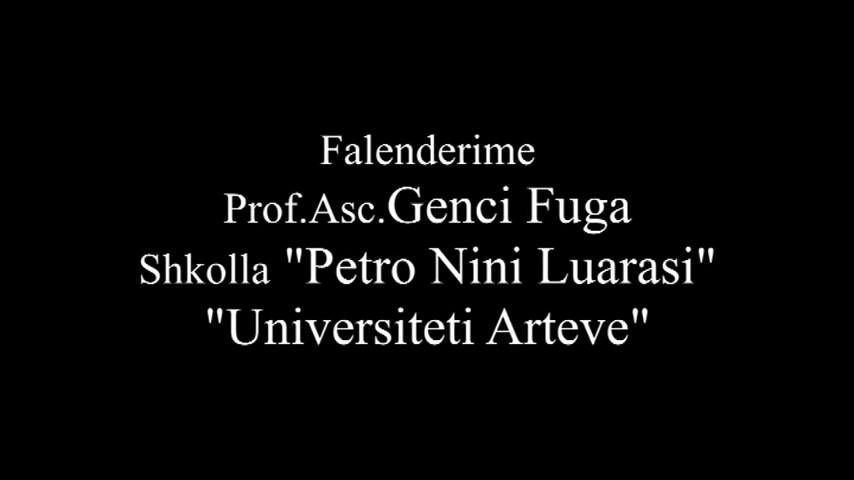 Falenderime
Prof.Asc.Genci Fuga
Shkolla "Petro Nini Luarasi"
"Universiteti Arteve"